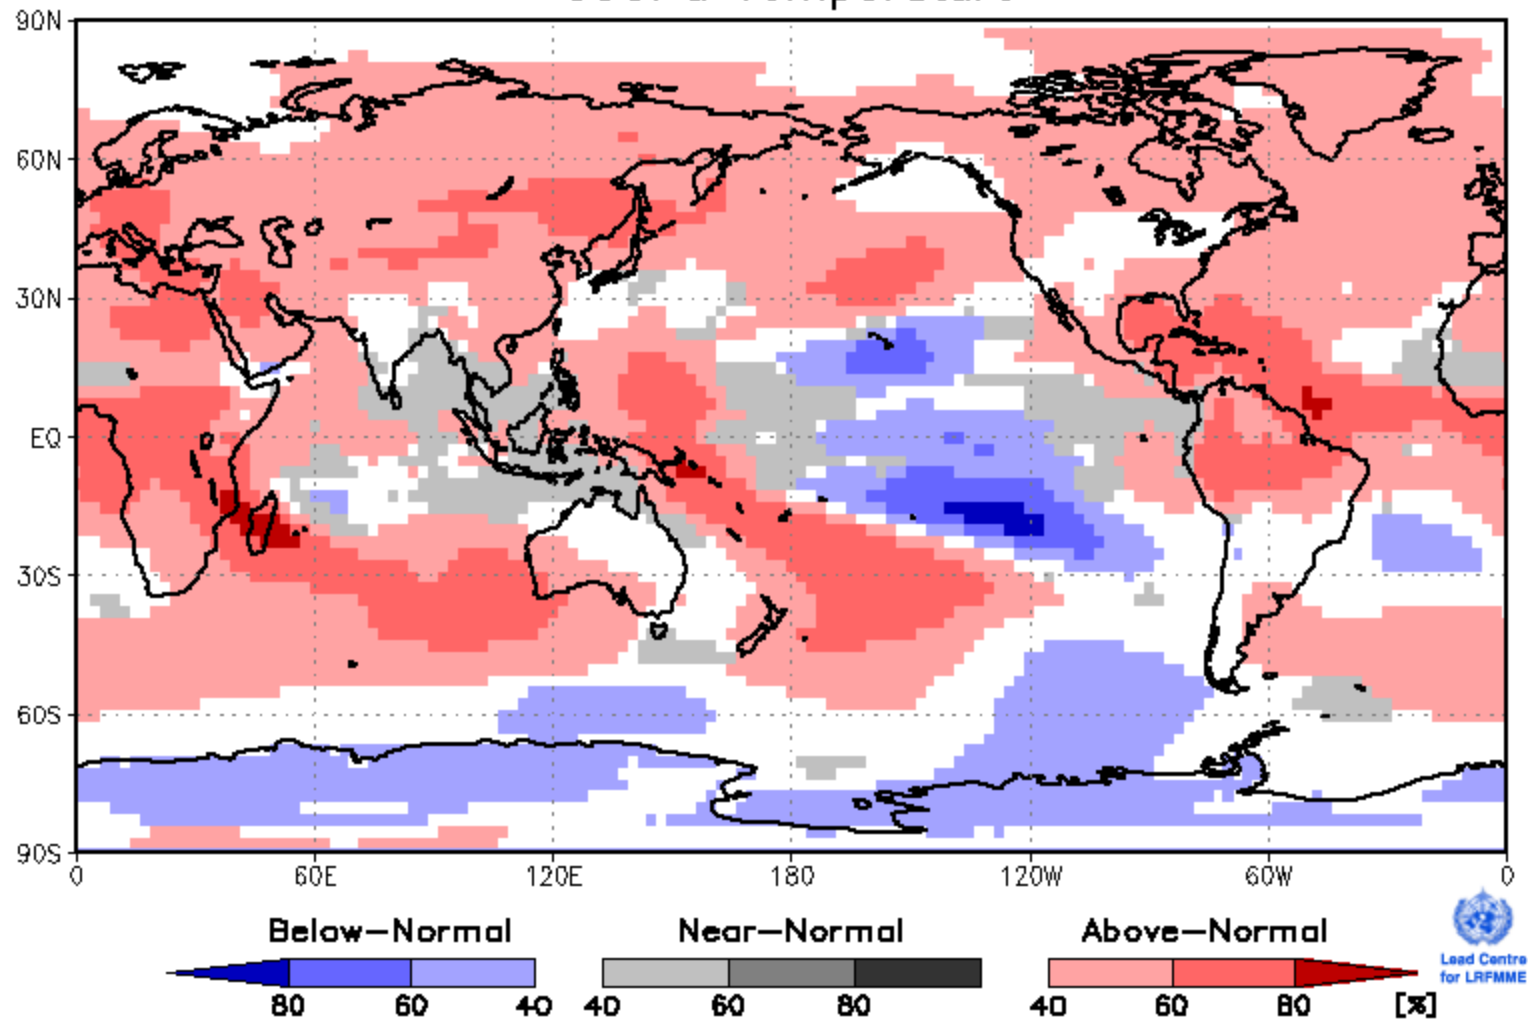 90N
60N
30N
EQ
30S
60S
90S
0 60E 120E 180 120W 60W 0
Below-Normal Near-Normal Above-Normal
80 60 40 40 60 80 40 60 80 [%]
Lead Centre
for LRFMME